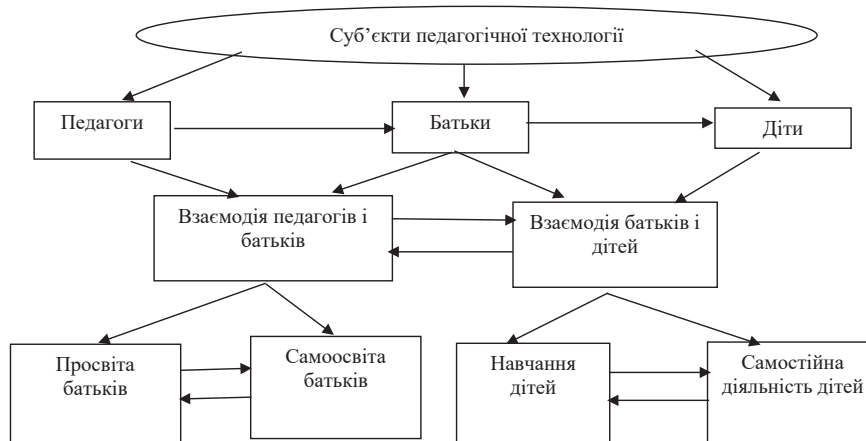 Суб’єкти педагогічної технології
Педагоги
Батьки
Діти
Взаємодія педагогів і
батьків
Взаємодія батьків і
дітей
Просвіта
батьків
Самоосвіта
батьків
Навчання
дітей
Самостійна
діяльність дітей